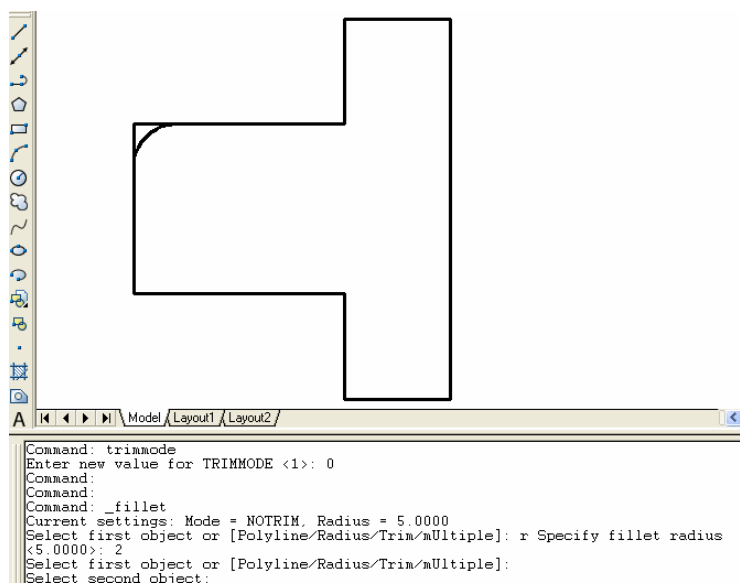 A
Model
Layout1
Layout2
Command: trimmode
Enter new value for TRIMMODE <1>: 0
Command:
Command:
Command: _fillet
Current settings: Mode = NOTRIM, Radius = 5.0000
Select first object or [Polyline/Radius/Trim/mUltiple]: r Specify fillet radius
<5.0000>: 2
Select first object or [Polyline/Radius/Trim/mUltiple]:
Select second object: